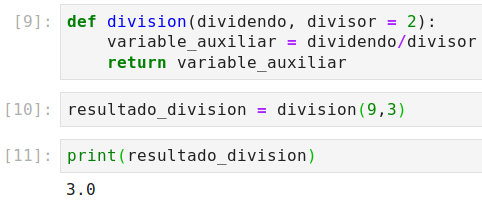 [9]: def division(dividendo, divisor = 2):
variable_auxiliar = dividendo/divisor
return variable_auxiliar
[10]: resultado_division = division(9,3)
[11]: print(resultado_division)
3.0